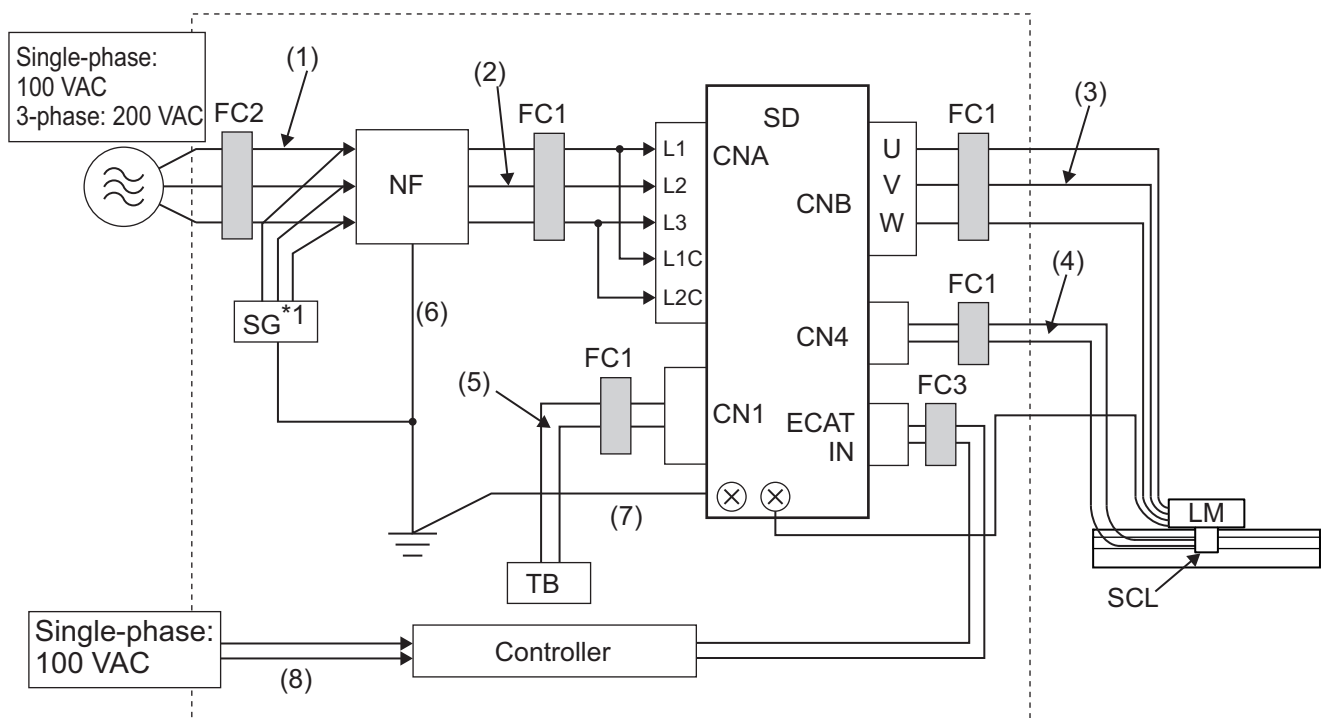 Single-phase:
100 VAC
3-phase: 200 VAC
FC2
(1)
(2)
FC1
NF
SG*1
(6)
L1
L2
L3
L1C
L2C
SD
CNA
CNB
U
V
W
FC1
(3)
CN4
FC1
(4)
FC1
(5)
CN1
ECAT
IN
FC3
(7)
TB
LM
SCL
Single-phase:
100 VAC
(8)
Controller